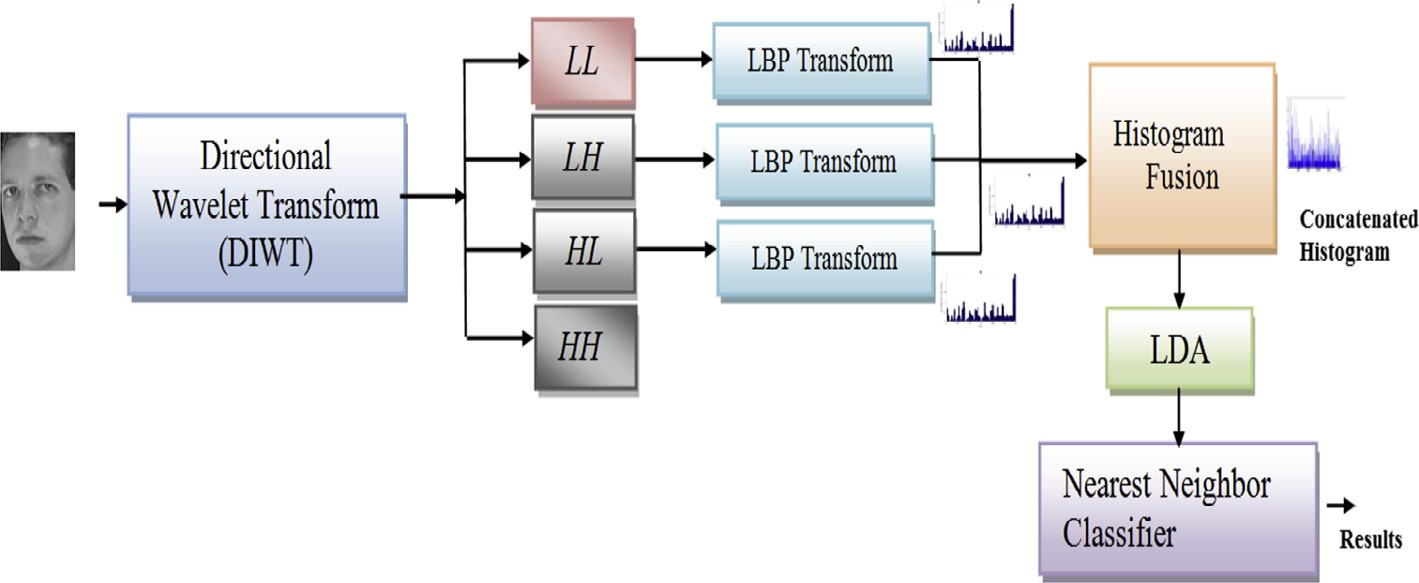 Directional
Wavelet Transform
(DIWT)
LL
LH
HL
HH
LBP Transform
LBP Transform
LBP Transform
Histogram
Fusion
Concatenated
Histogram
LDA
Nearest Neighbor
Classifier
Results